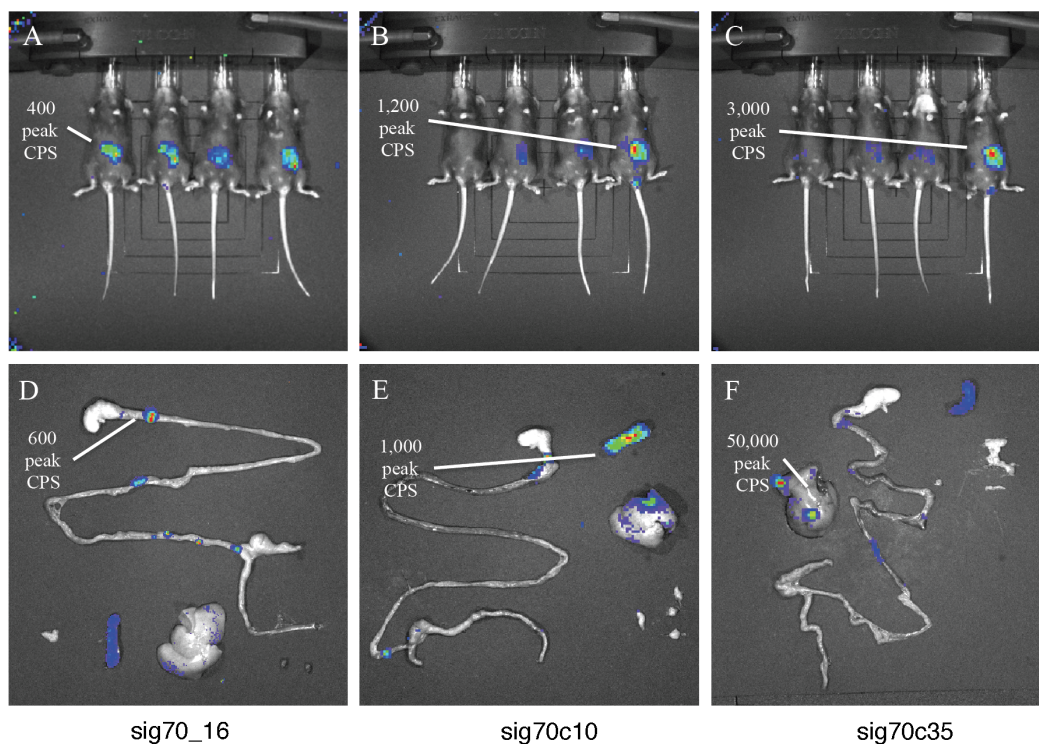 A
B
C
400
peak
CPS
1,200
peak
CPS
3,000
peak
CPS
D
E
F
600
peak
CPS
1,000
peak
CPS
50,000
peak
CPS
sig70_16
sig70c10
sig70c35